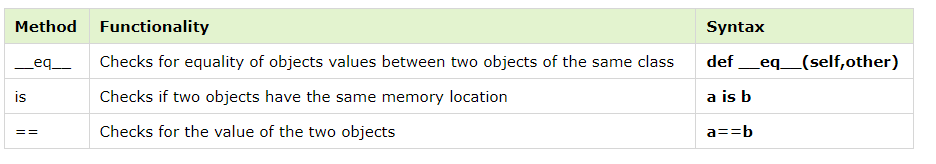 Method Functionality Syntax
__eq__ Checks for equality of objects values between two objects of the same class def __eq__(self,other)
is Checks if two objects have the same memory location a is b
== Checks for the value of the two objects a==b